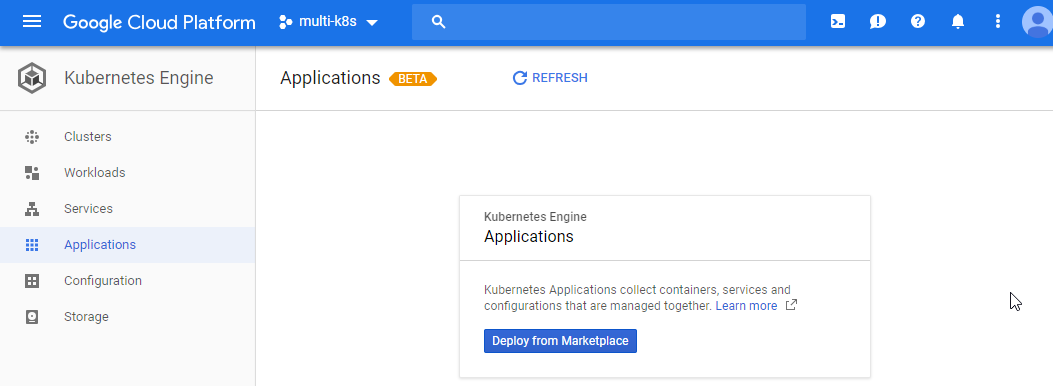 Google Cloud Platform multi-k8s
Kubernetes Engine
Applications BETA REFRESH
Clusters
Workloads
Services
Applications
Configuration
Storage
Kubernetes Engine
Applications
Kubernetes Applications collect containers, services and
configurations that are managed together. Learn more
Deploy from Marketplace